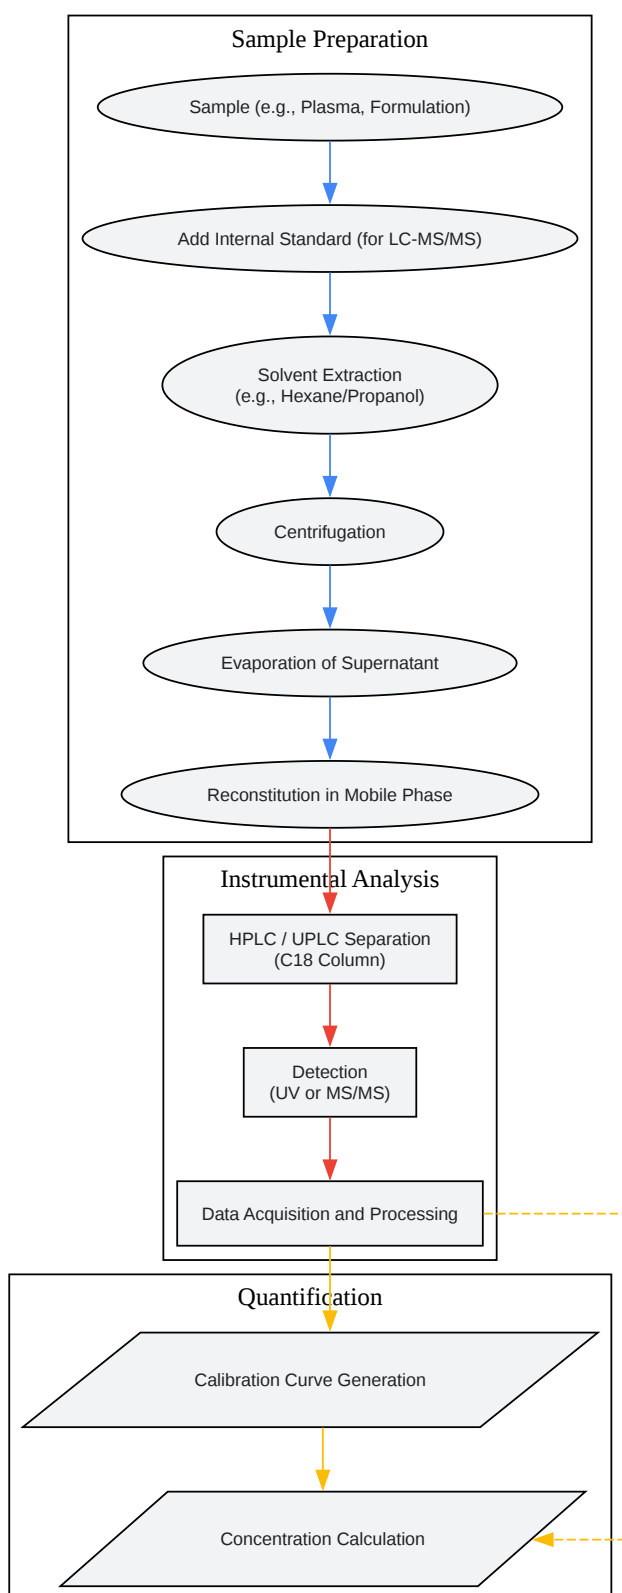 Sample Preparation
Sample (e.g., Plasma, Formulation)
Add Internal Standard (for LC-MS/MS)
Solvent Extraction
(e.g., Hexane/Propanol)
Centrifugation
Evaporation of Supernatant
Reconstitution in Mobile Phase
Instrumental Analysis
HPLC / UPLC Separation
(C18 Column)
Detection
(UV or MS/MS)
Data Acquisition and Processing
Quantification
Calibration Curve Generation
Concentration Calculation